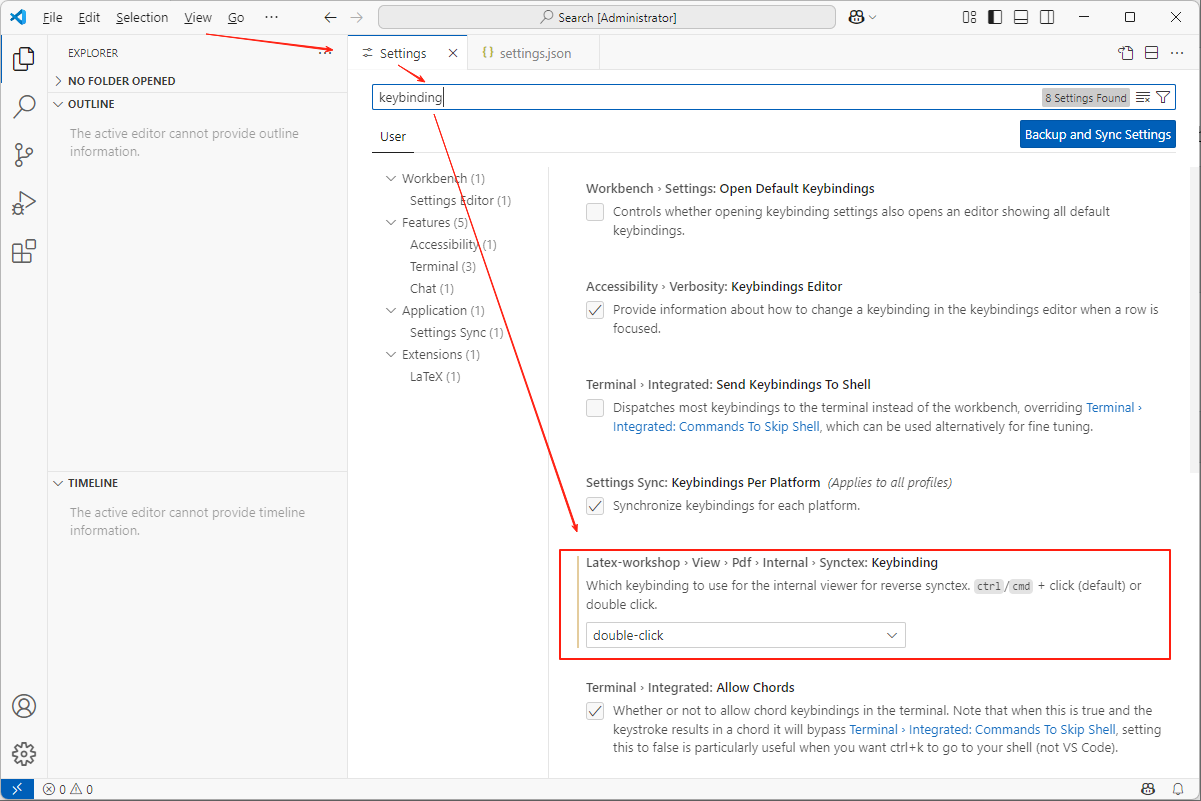 File Edit Selection View Go ··· Search [Administrator]
EXPLORER ···
NO FOLDER OPENED
OUTLINE
The active editor cannot provide outline
information.
TIMELINE
The active editor cannot provide timeline
information.
Settings settings.json ···
keybinding 8 Settings Found
User Backup and Sync Settings
Workbench (1)
Settings Editor (1)
Features (5)
Accessibility (1)
Terminal (3)
Chat (1)
Application (1)
Settings Sync (1)
Extensions (1)
LaTeX (1)
Workbench › Settings: Open Default Keybindings
Controls whether opening keybinding settings also opens an editor showing all default
keybindings.
Accessibility › Verbosity: Keybindings Editor
Provide information about how to change a keybinding in the keybindings editor when a row is
focused.
Terminal › Integrated: Send Keybindings To Shell
Dispatches most keybindings to the terminal instead of the workbench, overriding Terminal ›
Integrated: Commands To Skip Shell, which can be used alternatively for fine tuning.
Settings Sync: Keybindings Per Platform (Applies to all profiles)
Synchronize keybindings for each platform.
Latex-workshop › View › Pdf › Internal › Synctex: Keybinding
Which keybinding to use for the internal viewer for reverse synctex. ctrl/cmd + click (default) or
double click.
double-click
Terminal › Integrated: Allow Chords
Whether or not to allow chord keybindings in the terminal. Note that when this is true and the
keystroke results in a chord it will bypass Terminal › Integrated: Commands To Skip Shell, setting
this to false is particularly useful when you want ctrl+k to go to your shell (not VS Code).
0 0